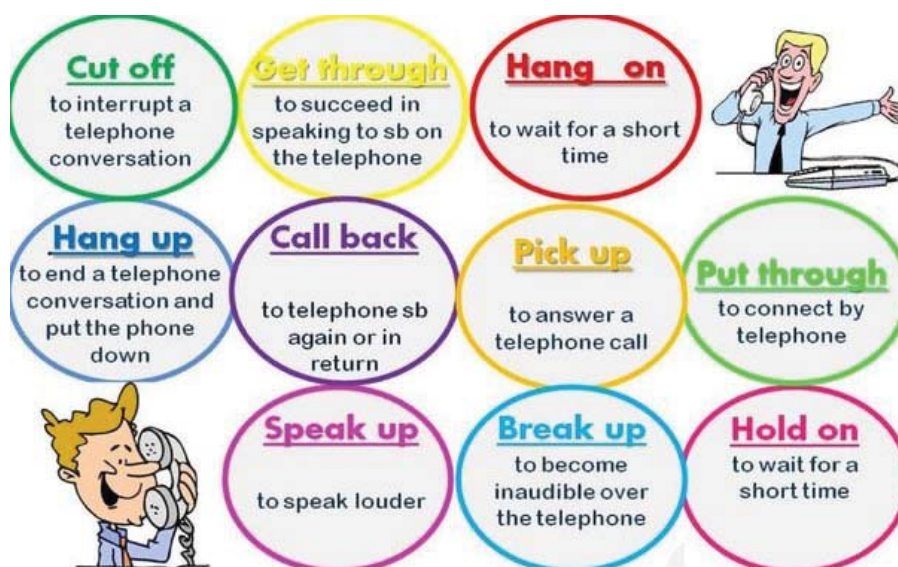 Cut off
to interrupt a
telephone
conversation
Get through
to succeed in
speaking to sb on
the telephone
Hang on
to wait for a short
time
Hang up
to end a telephone
conversation and
put the phone
down
Call back
to telephone sb
again or in
return
Pick up
to answer a
telephone call
Put through
to connect by
telephone
Speak up
to speak louder
Break up
to become
inaudible over
the telephone
Hold on
to wait for a
short time